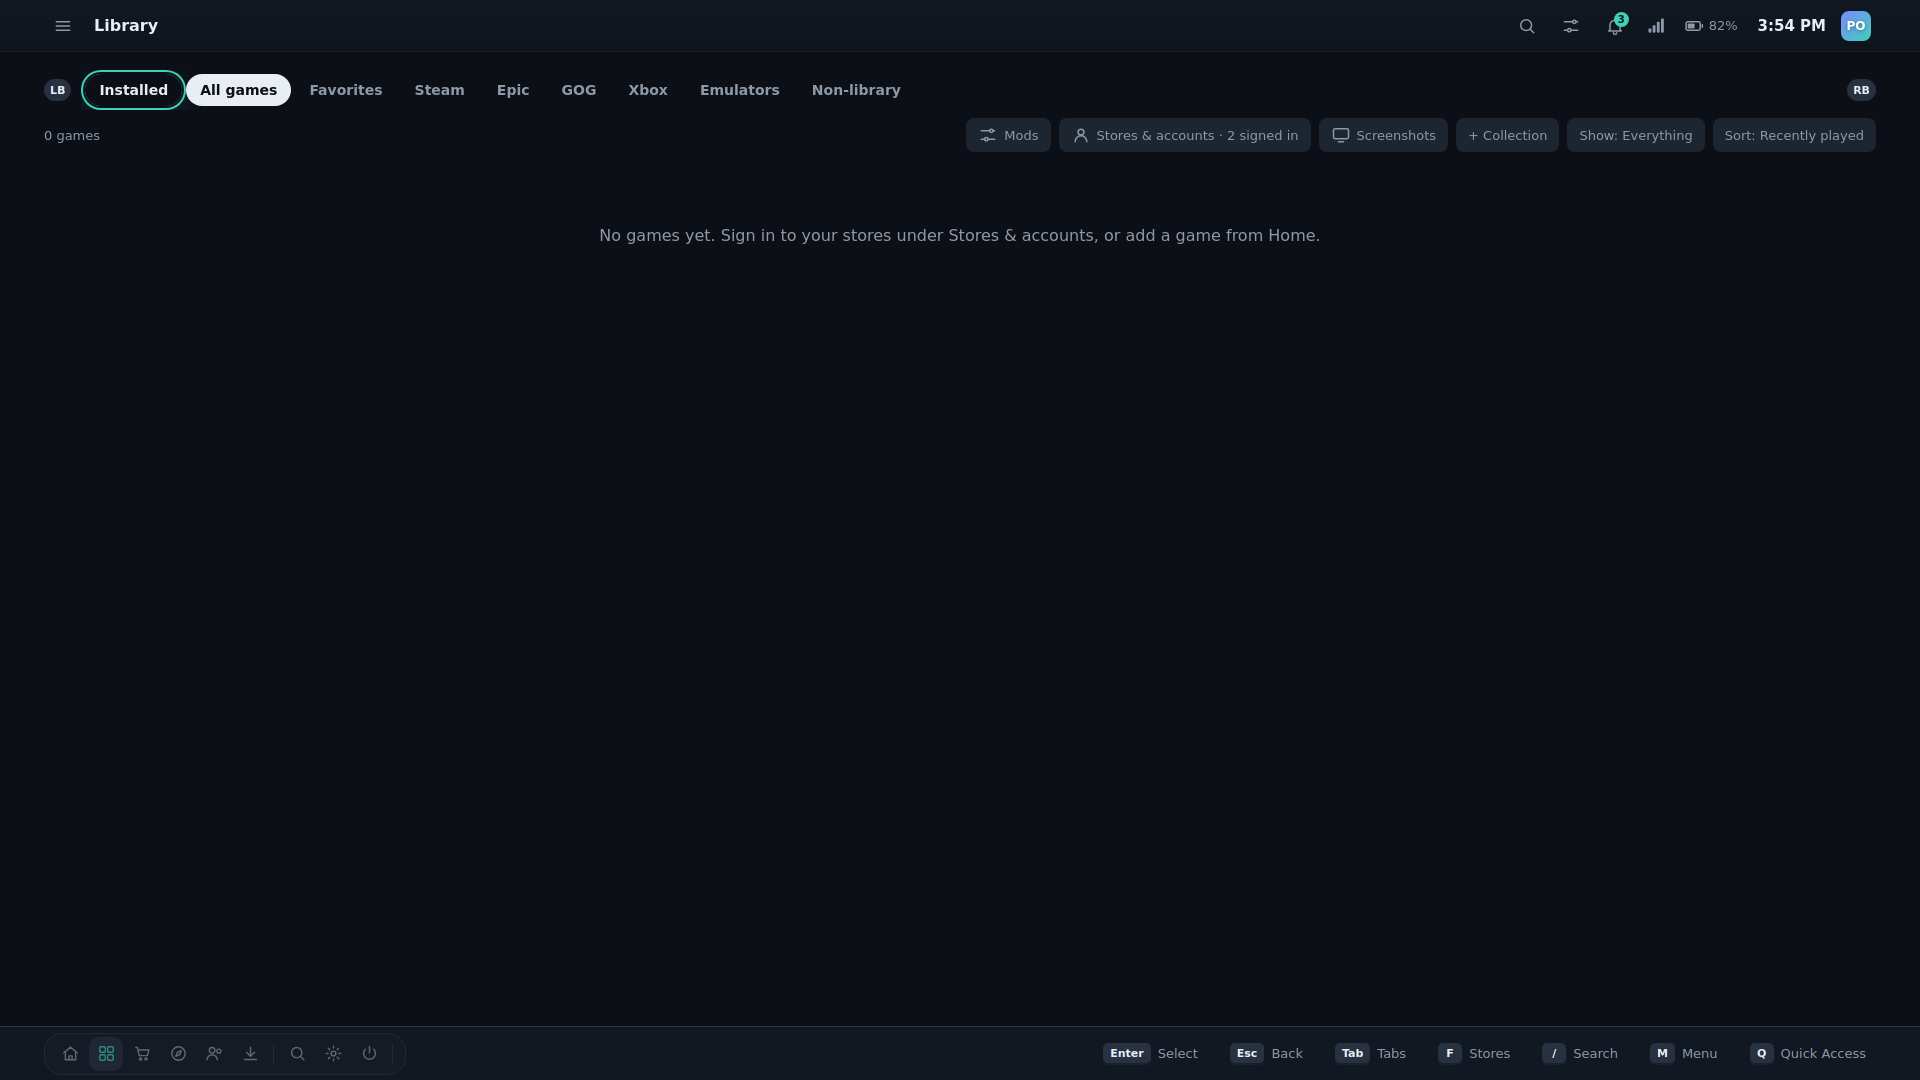 Library
3
82%
3:54 PM
PO
LB
Installed
All games
Favorites
Steam
Epic
GOG
Xbox
Emulators
Non-library
RB
0 games
Mods
Stores & accounts · 2 signed in
Screenshots
+ Collection
Show: Everything
Sort: Recently played
No games yet. Sign in to your stores under Stores & accounts, or add a game from Home.
Enter Select
Esc Back
Tab Tabs
F Stores
/ Search
M Menu
Q Quick Access